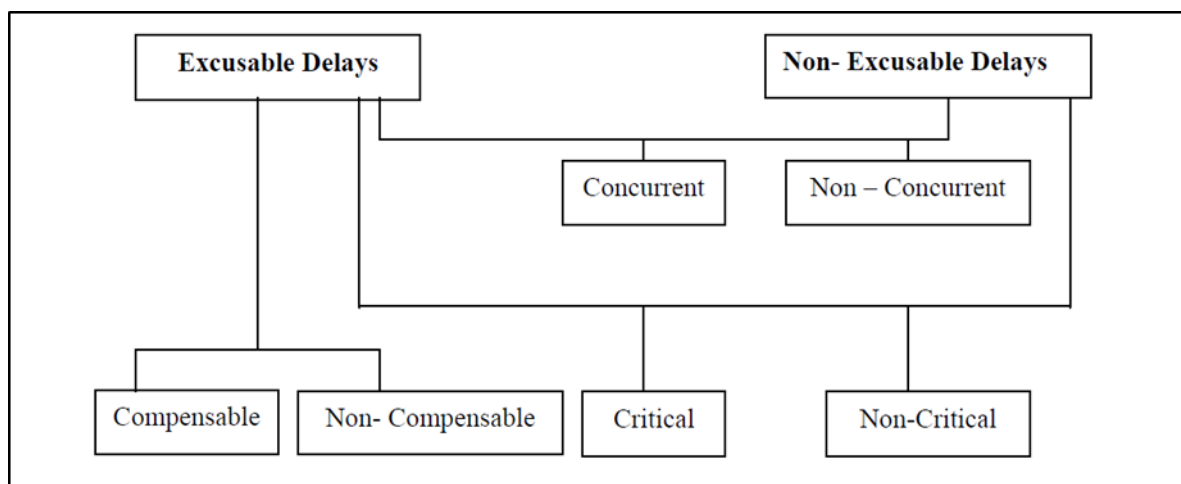 Excusable Delays
Non- Excusable Delays
Concurrent
Non – Concurrent
Compensable
Non- Compensable
Critical
Non-Critical